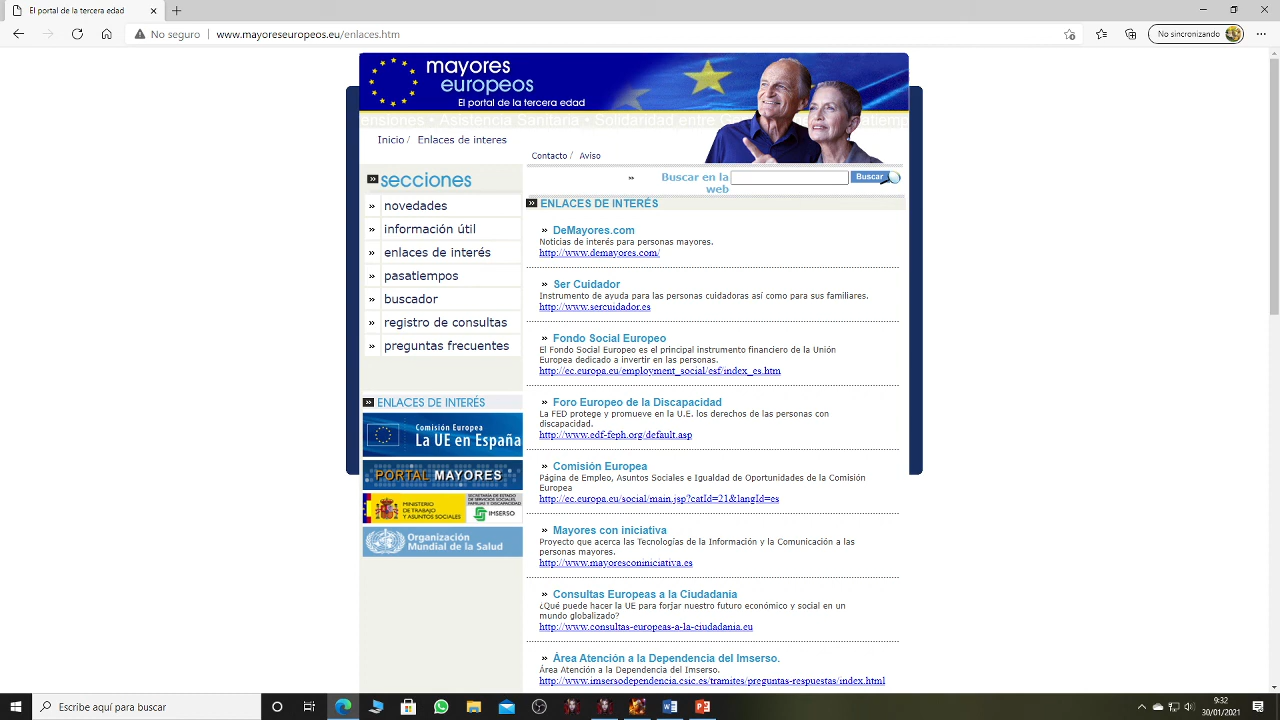 El portal de la tercera edad
No seguro
www.mayoreseuropeos.eu/enlaces.htm
No sincronizando
mayores
europeos
El portal de la tercera edad
ensiones • Asistencia Sanitaria • Solidaridad entre
Inicio / Enlaces de interes
Contacto / Aviso
secciones
novedades
información útil
enlaces de interés
pasatiempos
buscador
registro de consultas
preguntas frecuentes
ENLACES DE INTERÉS
Comisión Europea
La UE en España
PORTAL MAYORES
MINISTERIO
DE TRABAJO
Y ASUNTOS SOCIALES
SECRETARÍA DE ESTADO
DE SERVICIOS SOCIALES,
FAMILIAS Y DISCAPACIDAD
IMSERSO
Organización
Mundial de la Salud
Buscar en la
web
Buscar
ENLACES DE INTERÉS
DeMayores.com
Noticias de interés para personas mayores.
http://www.demayores.com/
Ser Cuidador
Instrumento de ayuda para las personas cuidadoras así como para sus familiares.
http://www.sercuidador.es
Fondo Social Europeo
El Fondo Social Europeo es el principal instrumento financiero de la Unión
Europea dedicado a invertir en las personas.
http://ec.europa.eu/employment_social/esf/index_es.htm
Foro Europeo de la Discapacidad
La FED protege y promueve en la U.E. los derechos de las personas con
discapacidad.
http://www.edf-feph.org/default.asp
Comisión Europea
Página de Empleo, Asuntos Sociales e Igualdad de Oportunidades de la Comisión
Europea
http://ec.europa.eu/social/main.jsp?catId=21&langId=es
Mayores con iniciativa
Proyecto que acerca las Tecnologías de la Información y la Comunicación a las
personas mayores.
http://www.mayoresconiniciativa.es
Consultas Europeas a la Ciudadanía
¿Qué puede hacer la UE para forjar nuestro futuro económico y social en un
mundo globalizado?
http://www.consultas-europeas-a-la-ciudadania.eu
Área Atención a la Dependencia del Imserso.
Área Atención a la Dependencia del Imserso.
http://www.imsersodependencia.csic.es/tramites/preguntas-respuestas/index.html
Escribe aquí para buscar
9:32
30/01/2021